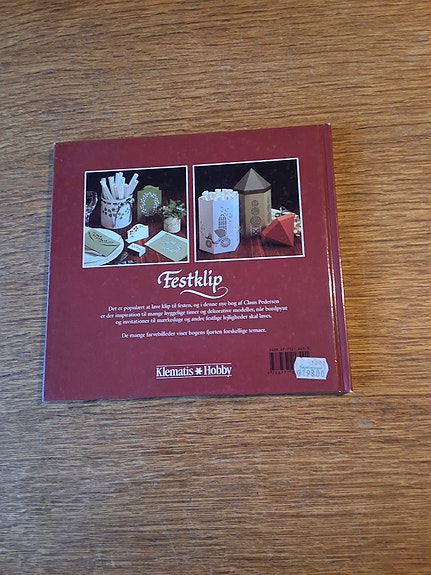 Festklip
Det er populært at lave klip til festen, og i denne nye bog af Claus Pedersen
er der inspiration til mange hyggelige timer og dekorative modeller, når bordpynt
og invitationer til mærkedage og andre festlige lejligheder skal laves.
De mange farvebilleder viser bogens fjorten forskellige temaer.
Klematis Hobby
19800